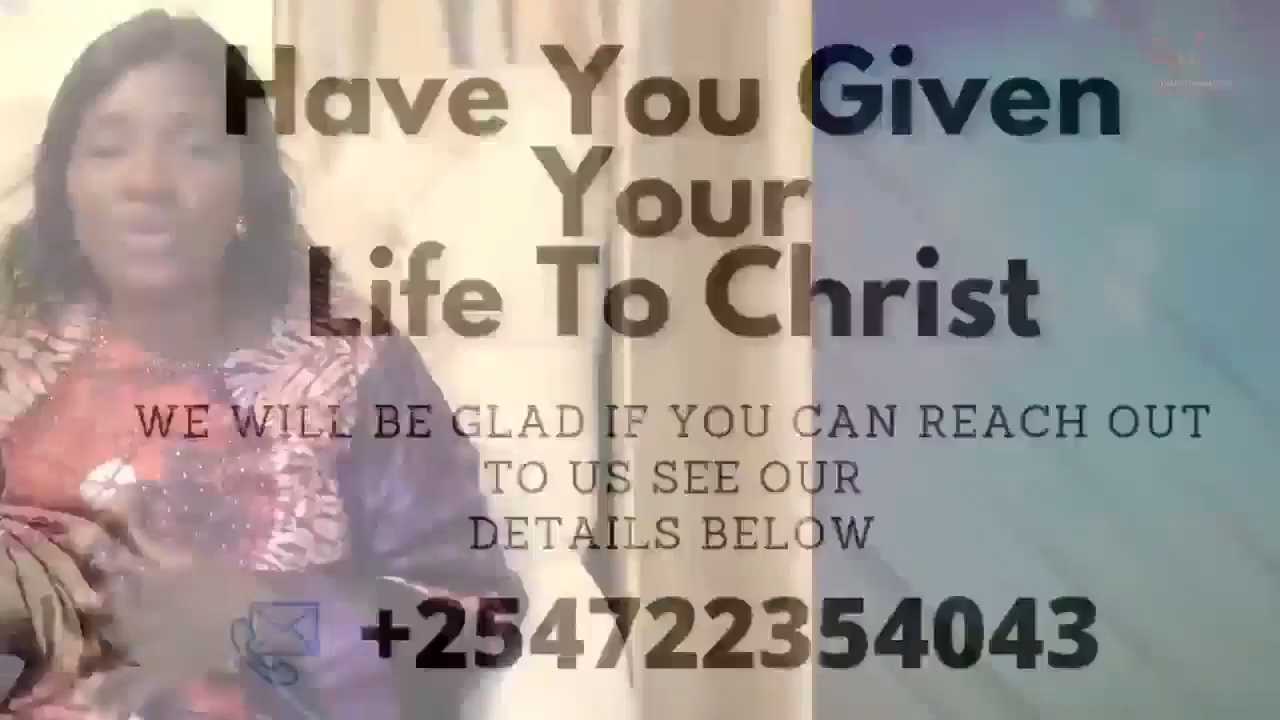 Have You Given
Your
Life To Christ
WE WILL BE GLAD IF YOU CAN REACH OUT
TO US SEE OUR
DETAILS BELOW
+254722354043